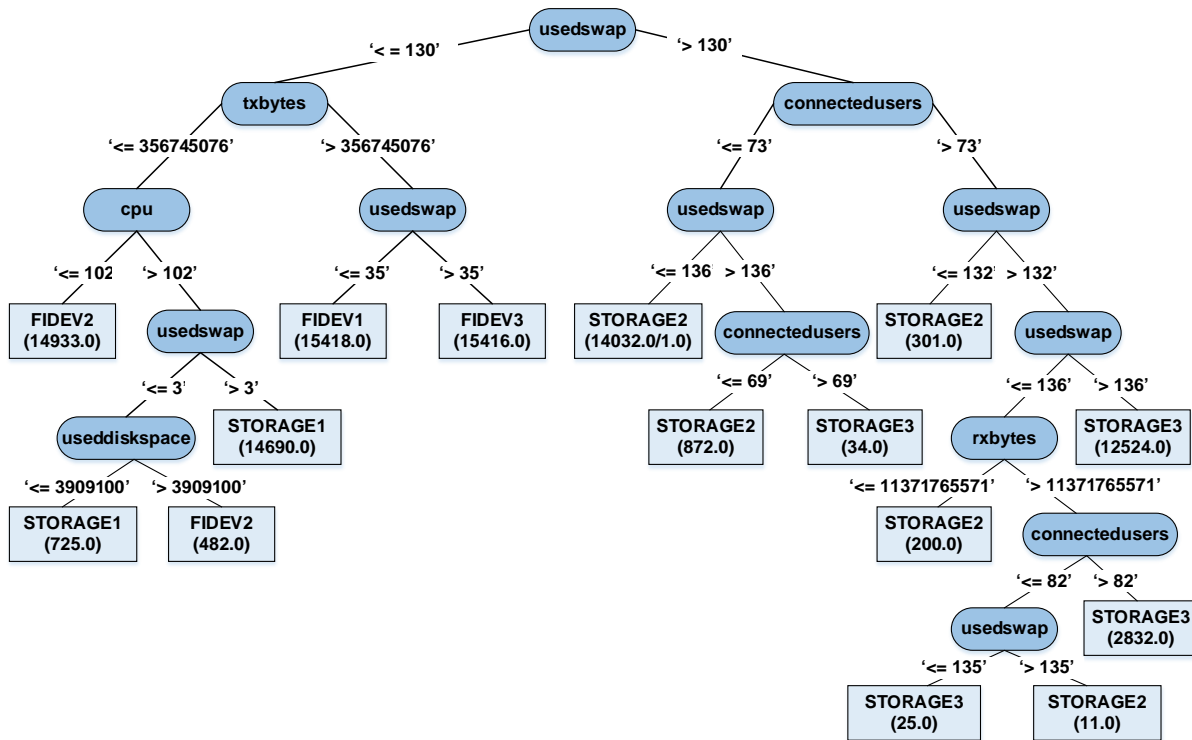 usedswap
‘< = 130’ ‘> 130’
txbytes connectedusers
‘<= 356745076’ ‘> 356745076’ ‘<= 73’ ‘> 73’
cpu usedswap usedswap usedswap
‘<= 102 ‘> 102’ ‘<= 35’ ‘> 35’ ‘<= 136 ‘> 136’ ‘<= 132’ ‘> 132’
FIDEV2 FIDEV1 FIDEV3 STORAGE2 STORAGE2
(14933.0) (15418.0) (15416.0) (14032.0/1.0) (301.0)
usedswap connectedusers usedswap
‘<= 3’ ‘> 3’ ‘<= 69’ ‘> 69’ ‘<= 136’ ‘> 136’
useddiskspace STORAGE1 STORAGE2 STORAGE3 rxbytes STORAGE3
(14690.0) (872.0) (34.0) (12524.0)
‘<= 3909100’ ‘> 3909100’ ‘<= 11371765571’ ‘> 11371765571’
STORAGE1 FIDEV2 STORAGE2 connectedusers
(725.0) (482.0) (200.0)
‘<= 82’ ‘> 82’
usedswap STORAGE3
(2832.0)
‘<= 135’ ‘> 135’
STORAGE3 STORAGE2
(25.0) (11.0)